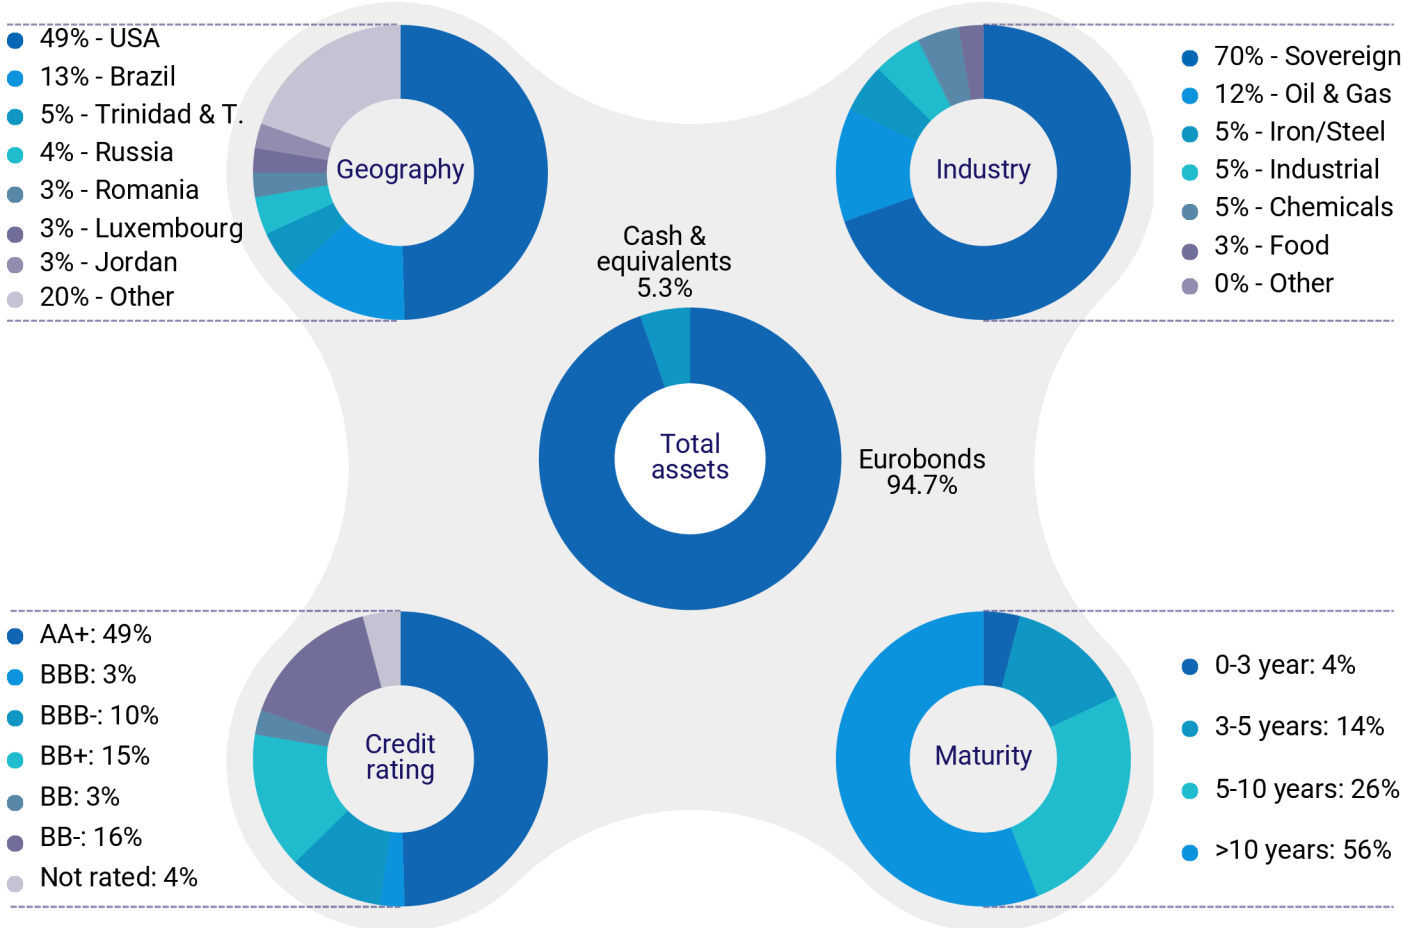 49% - USA
13% - Brazil
5% - Trinidad & T.
4% - Russia
3% - Romania
3% - Luxembourg
3% - Jordan
20% - Other
Geography
Industry
70% - Sovereign
12% - Oil & Gas
5% - Iron/Steel
5% - Industrial
5% - Chemicals
3% - Food
0% - Other
Cash &
equivalents
5.3%
Total
assets
Eurobonds
94.7%
AA+: 49%
BBB: 3%
BBB-: 10%
BB+: 15%
BB: 3%
BB-: 16%
Not rated: 4%
Credit
rating
Maturity
0-3 year: 4%
3-5 years: 14%
5-10 years: 26%
>10 years: 56%